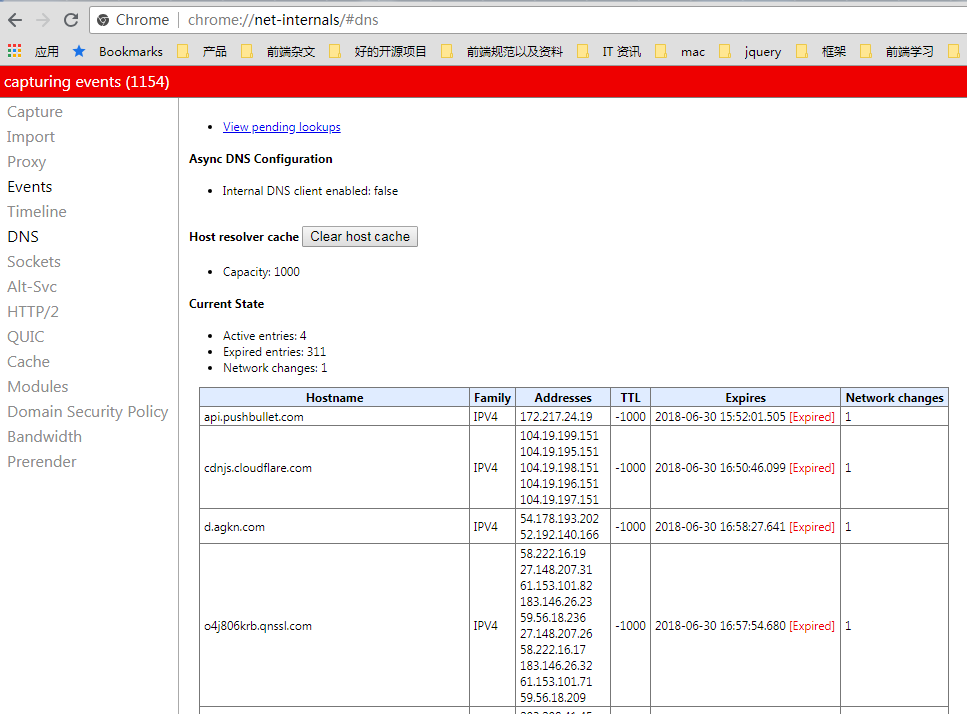 Chrome | chrome://net-internals/#dns
应用 Bookmarks 产品 前端杂文 好的开源项目 前端规范以及资料 IT 资讯 mac jquery 框架 前端学习
capturing events (1154)
Capture
Import
Proxy
Events
Timeline
DNS
Sockets
Alt-Svc
HTTP/2
QUIC
Cache
Modules
Domain Security Policy
Bandwidth
Prerender
View pending lookups
Async DNS Configuration
Internal DNS client enabled: false
Host resolver cache Clear host cache
Capacity: 1000
Current State
Active entries: 4
Expired entries: 311
Network changes: 1
Hostname Family Addresses TTL Expires Network changes
api.pushbullet.com IPV4 172.217.24.19 -1000 2018-06-30 15:52:01.505 [Expired] 1
104.19.199.151
104.19.195.151
cdnjs.cloudflare.com IPV4 104.19.198.151 -1000 2018-06-30 16:50:46.099 [Expired] 1
104.19.196.151
104.19.197.151
d.agkn.com IPV4 54.178.193.202 -1000 2018-06-30 16:58:27.641 [Expired] 1
52.192.140.166
58.222.16.19
27.148.207.31
61.153.101.82
183.146.26.23
59.56.18.236
o4j806krb.qnssl.com IPV4 27.148.207.26 -1000 2018-06-30 16:57:54.680 [Expired] 1
58.222.16.17
183.146.26.32
61.153.101.71
59.56.18.209